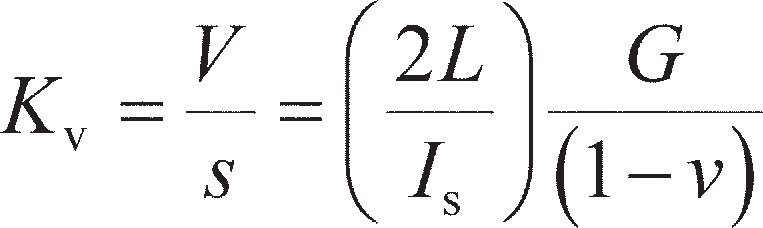 K_v = V/s = (2L/I_s) G/(1 − v)